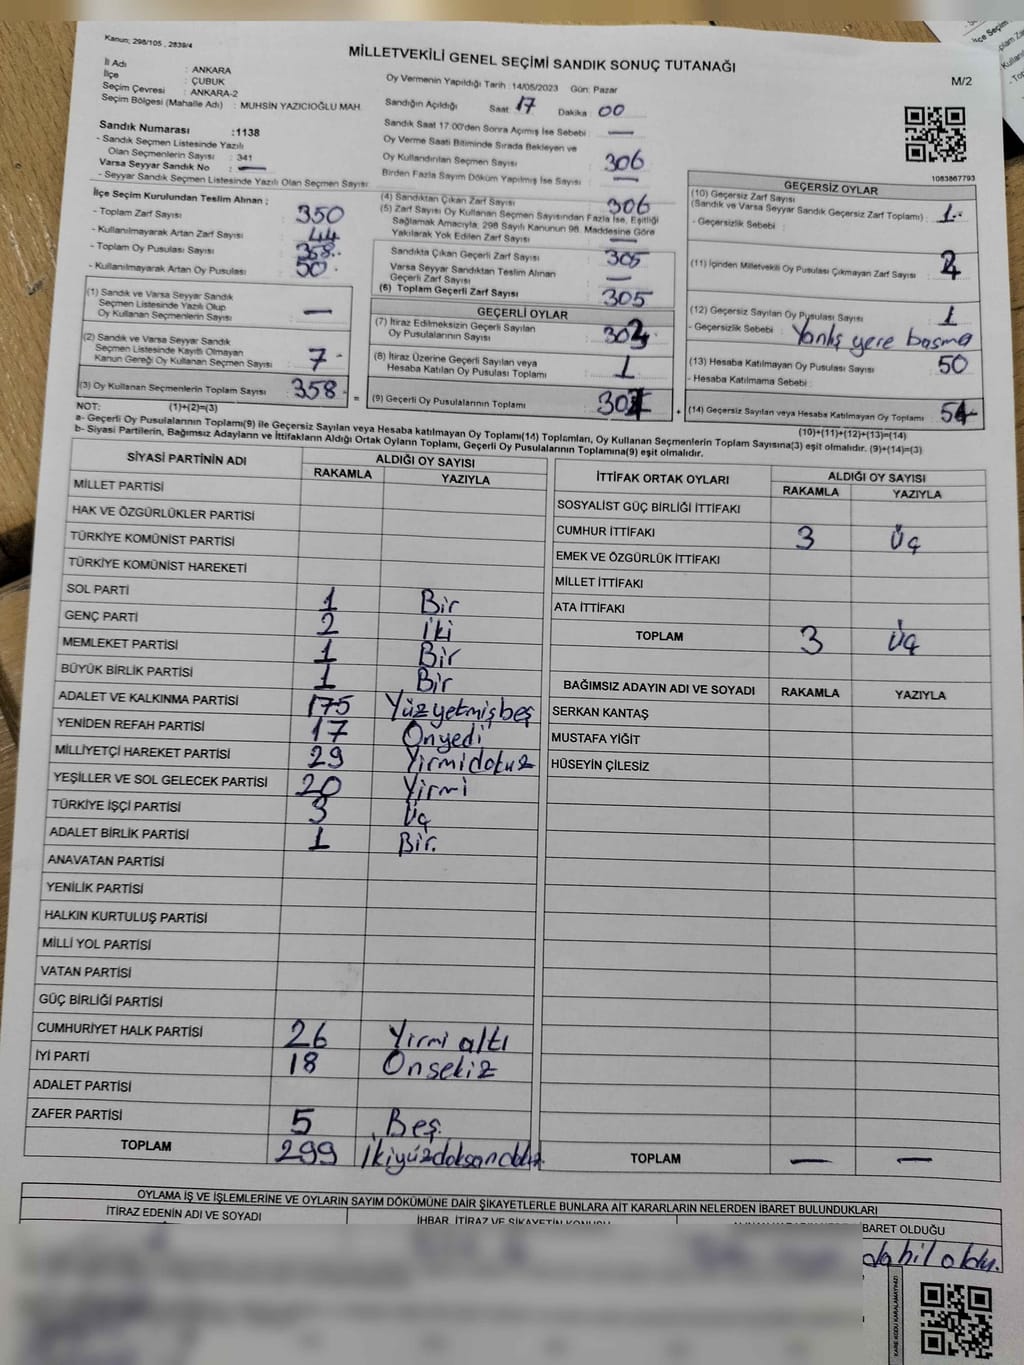 Kanun; 298/105 , 2839/4
MİLLETVEKİLİ GENEL SEÇİMİ SANDIK SONUÇ TUTANAĞI
M/2
İl Adı : ANKARA
İlçe : ÇUBUK
Seçim Çevresi : ANKARA-2
Seçim Bölgesi (Mahalle Adı) : MUHSİN YAZICIOĞLU MAH.
Sandık Numarası :1138
- Sandık Seçmen Listesinde Yazılı
Olan Seçmenlerin Sayısı : 341
Varsa Seyyar Sandık No : —
- Seyyar Sandık Seçmen Listesinde Yazılı Olan Seçmen Sayısı:
Oy Vermenin Yapıldığı Tarih :14/05/2023 Gün: Pazar
Sandığın Açıldığı Saat 17 Dakika 00
Sandık Saat 17.00'den Sonra Açımış İse Sebebi : —
Oy Verme Saati Bitiminde Sırada Bekleyen ve
Oy Kullandırılan Seçmen Sayısı : 306
Birden Fazla Sayım Döküm Yapılmış İse Sayısı : —
1083867793
İlçe Seçim Kurulundan Teslim Alınan ;
- Toplam Zarf Sayısı : 350
- Kullanılmayarak Artan Zarf Sayısı : 44
- Toplam Oy Pusulası Sayısı : 358
- Kullanılmayarak Artan Oy Pusulası : 50
(1) Sandık ve Varsa Seyyar Sandık
Seçmen Listesinde Yazılı Olup
Oy Kullanan Seçmenlerin Sayısı : —
(2) Sandık ve Varsa Seyyar Sandık
Seçmen Listesinde Kayıtlı Olmayan
Kanun Gereği Oy Kullanan Seçmen Sayısı : 7
(3) Oy Kullanan Seçmenlerin Toplam Sayısı : 358
(4) Sandıktan Çıkan Zarf Sayısı : 306
(5) Zarf Sayısı Oy Kullanan Seçmen Sayısından Fazla İse, Eşitliği
Sağlamak Amacıyla, 298 Sayılı Kanunun 98. Maddesine Göre
Yakılarak Yok Edilen Zarf Sayısı : —
Sandıkta Çıkan Geçerli Zarf Sayısı : 305
Varsa Seyyar Sandıktan Teslim Alınan
Geçerli Zarf Sayısı : —
(6) Toplam Geçerli Zarf Sayısı : 305
GEÇERLİ OYLAR
(7) İtiraz Edilmeksizin Geçerli Sayılan
Oy Pusulalarının Sayısı :
(8) İtiraz Üzerine Geçerli Sayılan veya
Hesaba Katılan Oy Pusulası Toplamı : 1
(9) Geçerli Oy Pusulalarının Toplamı :
GEÇERSİZ OYLAR
(10) Geçersiz Zarf Sayısı
(Sandık ve Varsa Seyyar Sandık Geçersiz Zarf Toplamı) : 1
- Geçersizlik Sebebi :
(11) İçinden Milletvekili Oy Pusulası Çıkmayan Zarf Sayısı :
(12) Geçersiz Sayılan Oy Pusulası Sayısı : 1
- Geçersizlik Sebebi : Yanlış yere basma
(13) Hesaba Katılmayan Oy Pusulası Sayısı : 50
- Hesaba Katılmama Sebebi :
(14) Geçersiz Sayılan veya Hesaba Katılmayan Oy Toplamı :
NOT: (1)+(2)=(3) (10)+(11)+(12)+(13)=(14)
a- Geçerli Oy Pusulalarının Toplamı(9) ile Geçersiz Sayılan veya Hesaba katılmayan Oy Toplamı(14) Toplamları, Oy Kullanan Seçmenlerin Toplam Sayısına(3) eşit olmalıdır. (9)+(14)=(3)
b- Siyasi Partilerin, Bağımsız Adayların ve İttifakların Aldığı Ortak Oyların Toplamı, Geçerli Oy Pusulalarının Toplamına(9) eşit olmalıdır.
SİYASİ PARTİNİN ADI ALDIĞI OY SAYISI
RAKAMLA YAZIYLA
MİLLET PARTİSİ
HAK VE ÖZGÜRLÜKLER PARTİSİ
TÜRKİYE KOMÜNİST PARTİSİ
TÜRKİYE KOMÜNİST HAREKETİ
SOL PARTİ 1 Bir
GENÇ PARTİ 2 İki
MEMLEKET PARTİSİ 1 Bir
BÜYÜK BİRLİK PARTİSİ 1 Bir
ADALET VE KALKINMA PARTİSİ 175 Yüzyetmişbeş
YENİDEN REFAH PARTİSİ 17 Onyedi
MİLLİYETÇİ HAREKET PARTİSİ 29 Yirmidokuz
YEŞİLLER VE SOL GELECEK PARTİSİ 20 Yirmi
TÜRKİYE İŞÇİ PARTİSİ 3 Üç
ADALET BİRLİK PARTİSİ 1 Bir.
ANAVATAN PARTİSİ
YENİLİK PARTİSİ
HALKIN KURTULUŞ PARTİSİ
MİLLİ YOL PARTİSİ
VATAN PARTİSİ
GÜÇ BİRLİĞİ PARTİSİ
CUMHURİYET HALK PARTİSİ 26 Yirmi altı
İYİ PARTİ 18 Onsekiz
ADALET PARTİSİ
ZAFER PARTİSİ 5 Beş
TOPLAM 299 İkiyüzdoksandokuz
İTTİFAK ORTAK OYLARI ALDIĞI OY SAYISI
RAKAMLA YAZIYLA
SOSYALİST GÜÇ BİRLİĞİ İTTİFAKI
CUMHUR İTTİFAKI 3 Üç
EMEK VE ÖZGÜRLÜK İTTİFAKI
MİLLET İTTİFAKI
ATA İTTİFAKI
TOPLAM 3 Üç
BAĞIMSIZ ADAYIN ADI VE SOYADI RAKAMLA YAZIYLA
SERKAN KANTAŞ
MUSTAFA YİĞİT
HÜSEYİN ÇİLESİZ
TOPLAM — —
OYLAMA İŞ VE İŞLEMLERİNE VE OYLARIN SAYIM DÖKÜMÜNE DAİR ŞİKAYETLERLE BUNLARA AİT KARARLARIN NELERDEN İBARET BULUNDUKLARI
İTİRAZ EDENİN ADI VE SOYADI
İHBAR, İTİRAZ VE ŞİKAYETİN KONUSU
İBARET OLDUĞU
dahil oldu.
KARE KODU KARALAMAYINIZ!